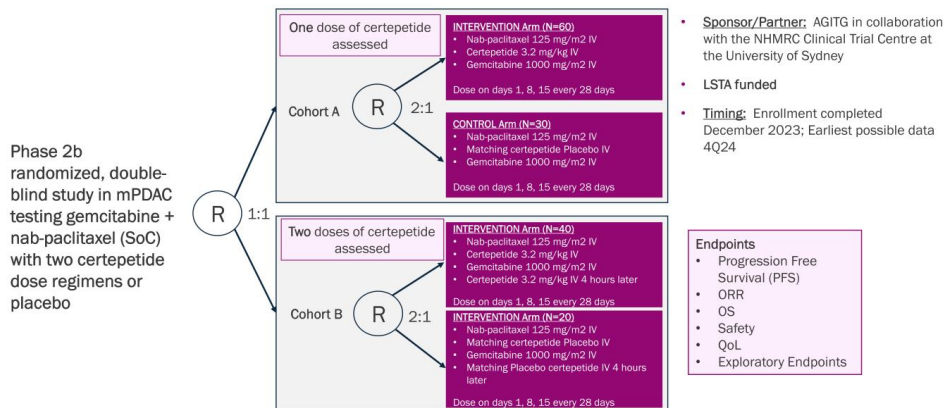 Phase 2b
randomized, double-
blind study in mPDAC
testing gemcitabine +
nab-paclitaxel (SoC)
with two certepetide
dose regimens or
placebo
R
1:1
One dose of certepetide
assessed
Cohort A
R
2:1
INTERVENTION Arm (N=60)
• Nab-paclitaxel 125 mg/m2 IV
• Certepetide 3.2 mg/kg IV
• Gemcitabine 1000 mg/m2 IV
Dose on days 1, 8, 15 every 28 days
CONTROL Arm (N=30)
• Nab-paclitaxel 125 mg/m2 IV
• Matching certepetide Placebo IV
• Gemcitabine 1000 mg/m2 IV
Dose on days 1, 8, 15 every 28 days
Two doses of certepetide
assessed
Cohort B
R
2:1
INTERVENTION Arm (N=40)
• Nab-paclitaxel 125 mg/m2 IV
• Certepetide 3.2 mg/kg IV
• Gemcitabine 1000 mg/m2 IV
• Certepetide 3.2 mg/kg IV 4 hours later
Dose on days 1, 8, 15 every 28 days
INTERVENTION Arm (N=20)
• Nab-paclitaxel 125 mg/m2 IV
• Matching certepetide Placebo IV
• Gemcitabine 1000 mg/m2 IV
• Matching Placebo certepetide IV 4 hours
later
Dose on days 1, 8, 15 every 28 days
• Sponsor/Partner: AGITG in collaboration
with the NHMRC Clinical Trial Centre at
the University of Sydney
• LSTA funded
• Timing: Enrollment completed
December 2023; Earliest possible data
4Q24
Endpoints
• Progression Free
Survival (PFS)
• ORR
• OS
• Safety
• QoL
• Exploratory Endpoints